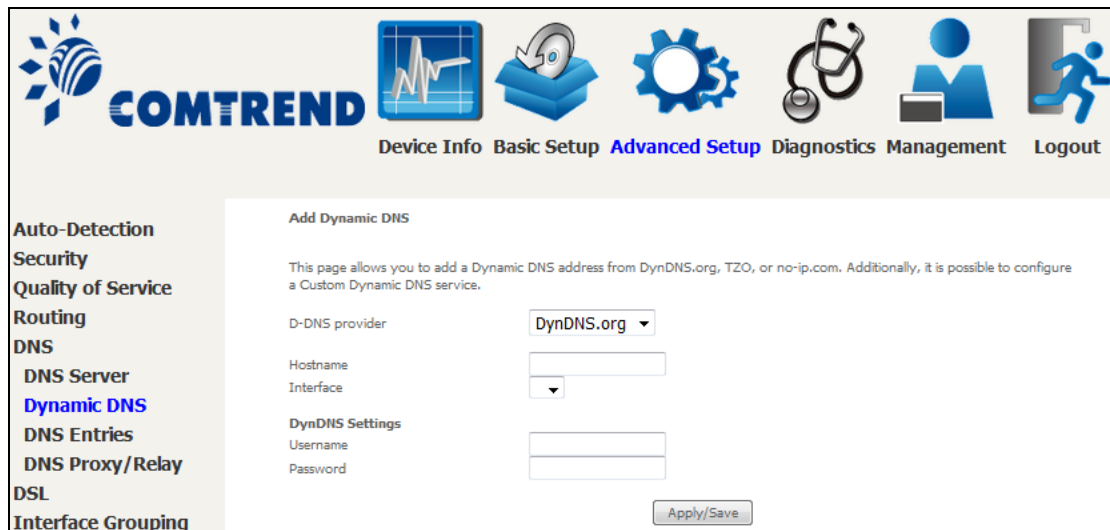 COMTREND
Device Info Basic Setup Advanced Setup Diagnostics Management Logout
Auto-Detection
Security
Quality of Service
Routing
DNS
DNS Server
Dynamic DNS
DNS Entries
DNS Proxy/Relay
DSL
Interface Grouping
Add Dynamic DNS
This page allows you to add a Dynamic DNS address from DynDNS.org, TZO, or no-ip.com. Additionally, it is possible to configure
a Custom Dynamic DNS service.
D-DNS provider DynDNS.org
Hostname
Interface
DynDNS Settings
Username
Password
Apply/Save